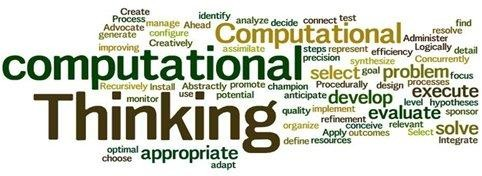 Create
Process identify analyze decide connect test find
Advocate manage Ahead Computational Administer resolve
generate configure Creatively assimilate steps represent efficiency Logically detail
improving precision synthesize Concurrently
computational select goal problem focus
Recursively Install Abstractly promote champion Procedurally design processes execute
monitor use potential anticipate develop level hypotheses
Thinking quality implement evaluate sponsor
refinement conceive relevant
organize Apply outcomes Select solve
optimal define resources Integrate
choose appropriate
adapt